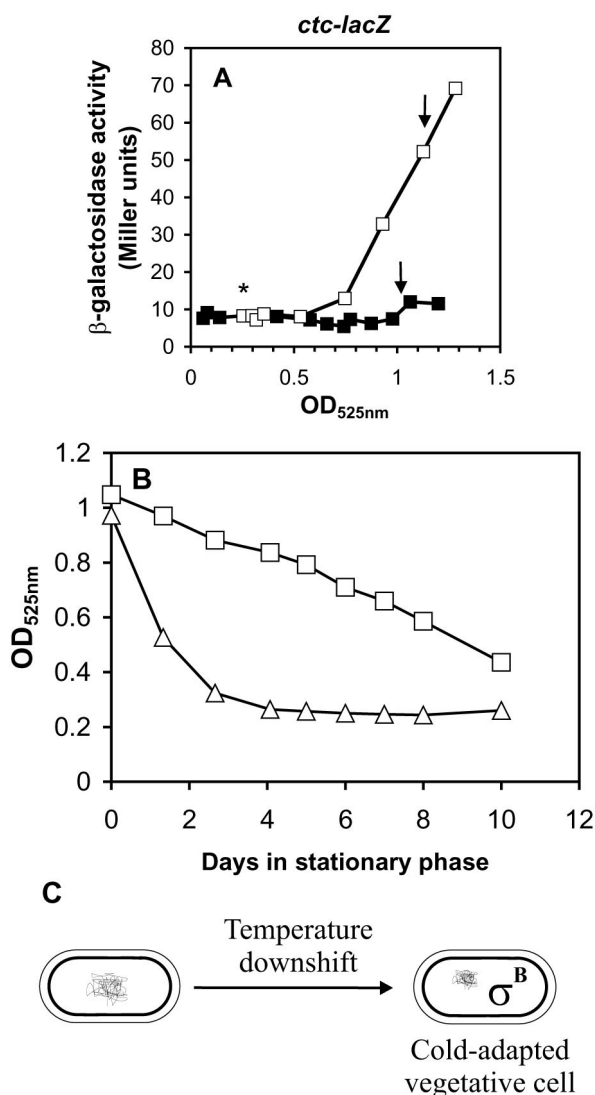 ctc-lacZ
A
β-galactosidase activity
(Miller units)
80
70
60
50
40
30
20
10
0
*
0
0.5
1
1.5
OD525nm
B
OD525nm
1.2
1
0.8
0.6
0.4
0.2
0
0
2
4
6
8
10
12
Days in stationary phase
C
Temperature
downshift
σB
Cold-adapted
vegetative cell